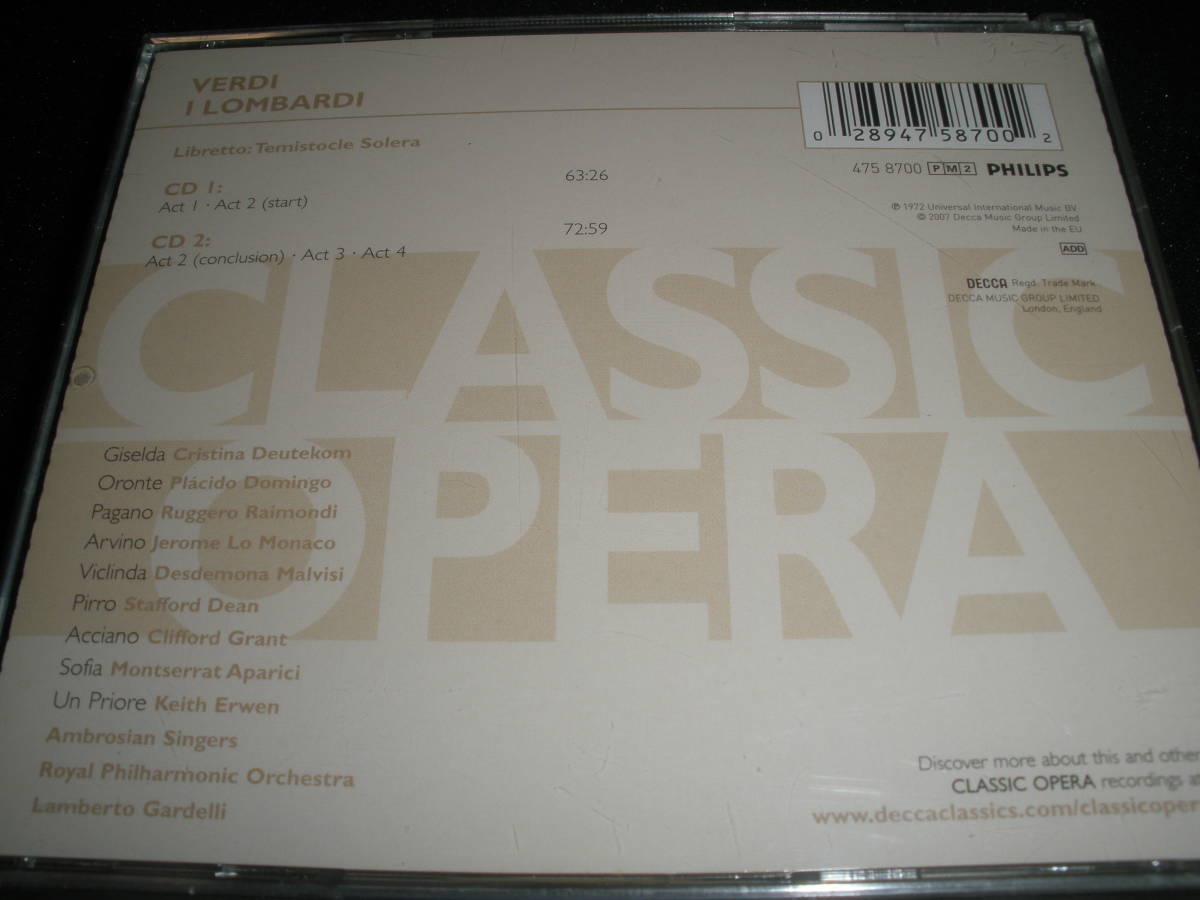 VERDI
I LOMBARDI
Libretto: Temistocle Solera
CD 1: 63:26
Act 1 · Act 2 (start)
CD 2: 72:59
Act 2 (conclusion) · Act 3 · Act 4
0 28947 58700 2
475 8700 PM2 PHILIPS
℗ 1972 Universal International Music BV
© 2007 Decca Music Group Limited
Made in the EU
ADD
DECCA Regd. Trade Mark
DECCA MUSIC GROUP LIMITED
London, England
CLASSIC
OPERA
Giselda Cristina Deutekom
Oronte Plácido Domingo
Pagano Ruggero Raimondi
Arvino Jerome Lo Monaco
Viclinda Desdemona Malvisi
Pirro Stafford Dean
Acciano Clifford Grant
Sofia Montserrat Aparici
Un Priore Keith Erwen
Ambrosian Singers
Royal Philharmonic Orchestra
Lamberto Gardelli
Discover more about this and other
CLASSIC OPERA recordings at
www.deccaclassics.com/classicoper